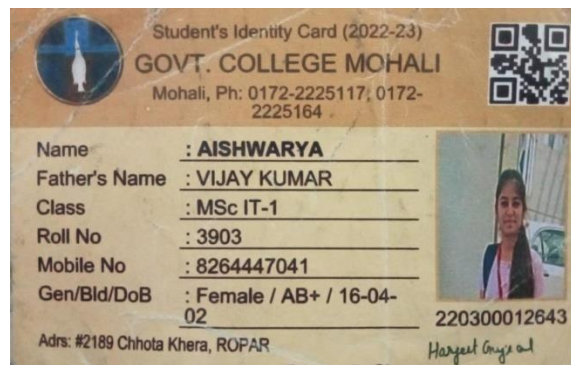 Student's Identity Card (2022-23)
GOVT. COLLEGE MOHALI
Mohali, Ph: 0172-2225117, 0172-
2225164
Name : AISHWARYA
Father's Name : VIJAY KUMAR
Class : MSc IT-1
Roll No : 3903
Mobile No : 8264447041
Gen/Bld/DoB : Female / AB+ / 16-04-
02
220300012643
Adrs: #2189 Chhota Khera, ROPAR
Harjeet